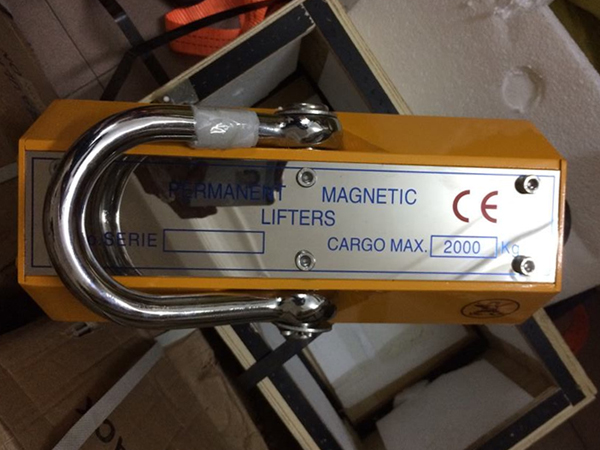 PERMANENT MAGNETIC
LIFTERS
CE
SERIE
CARGO MAX. 2000 Kg